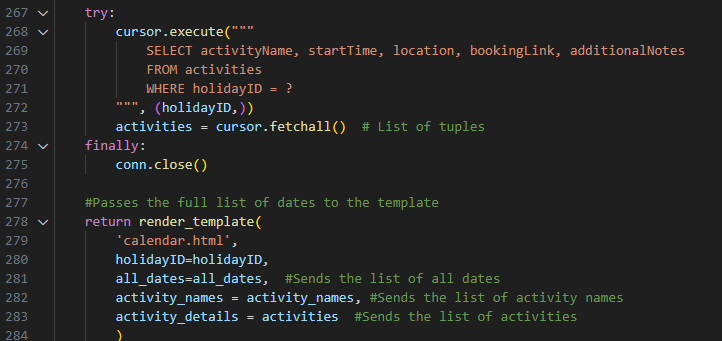 267 try:
268 cursor.execute("""
269 SELECT activityName, startTime, location, bookingLink, additionalNotes
270 FROM activities
271 WHERE holidayID = ?
272 """, (holidayID,))
273 activities = cursor.fetchall()  # List of tuples
274 finally:
275 conn.close()
276
277 #Passes the full list of dates to the template
278 return render_template(
279 'calendar.html',
280 holidayID=holidayID,
281 all_dates=all_dates,  #Sends the list of all dates
282 activity_names = activity_names, #Sends the list of activity names
283 activity_details = activities  #Sends the list of activities
284 )